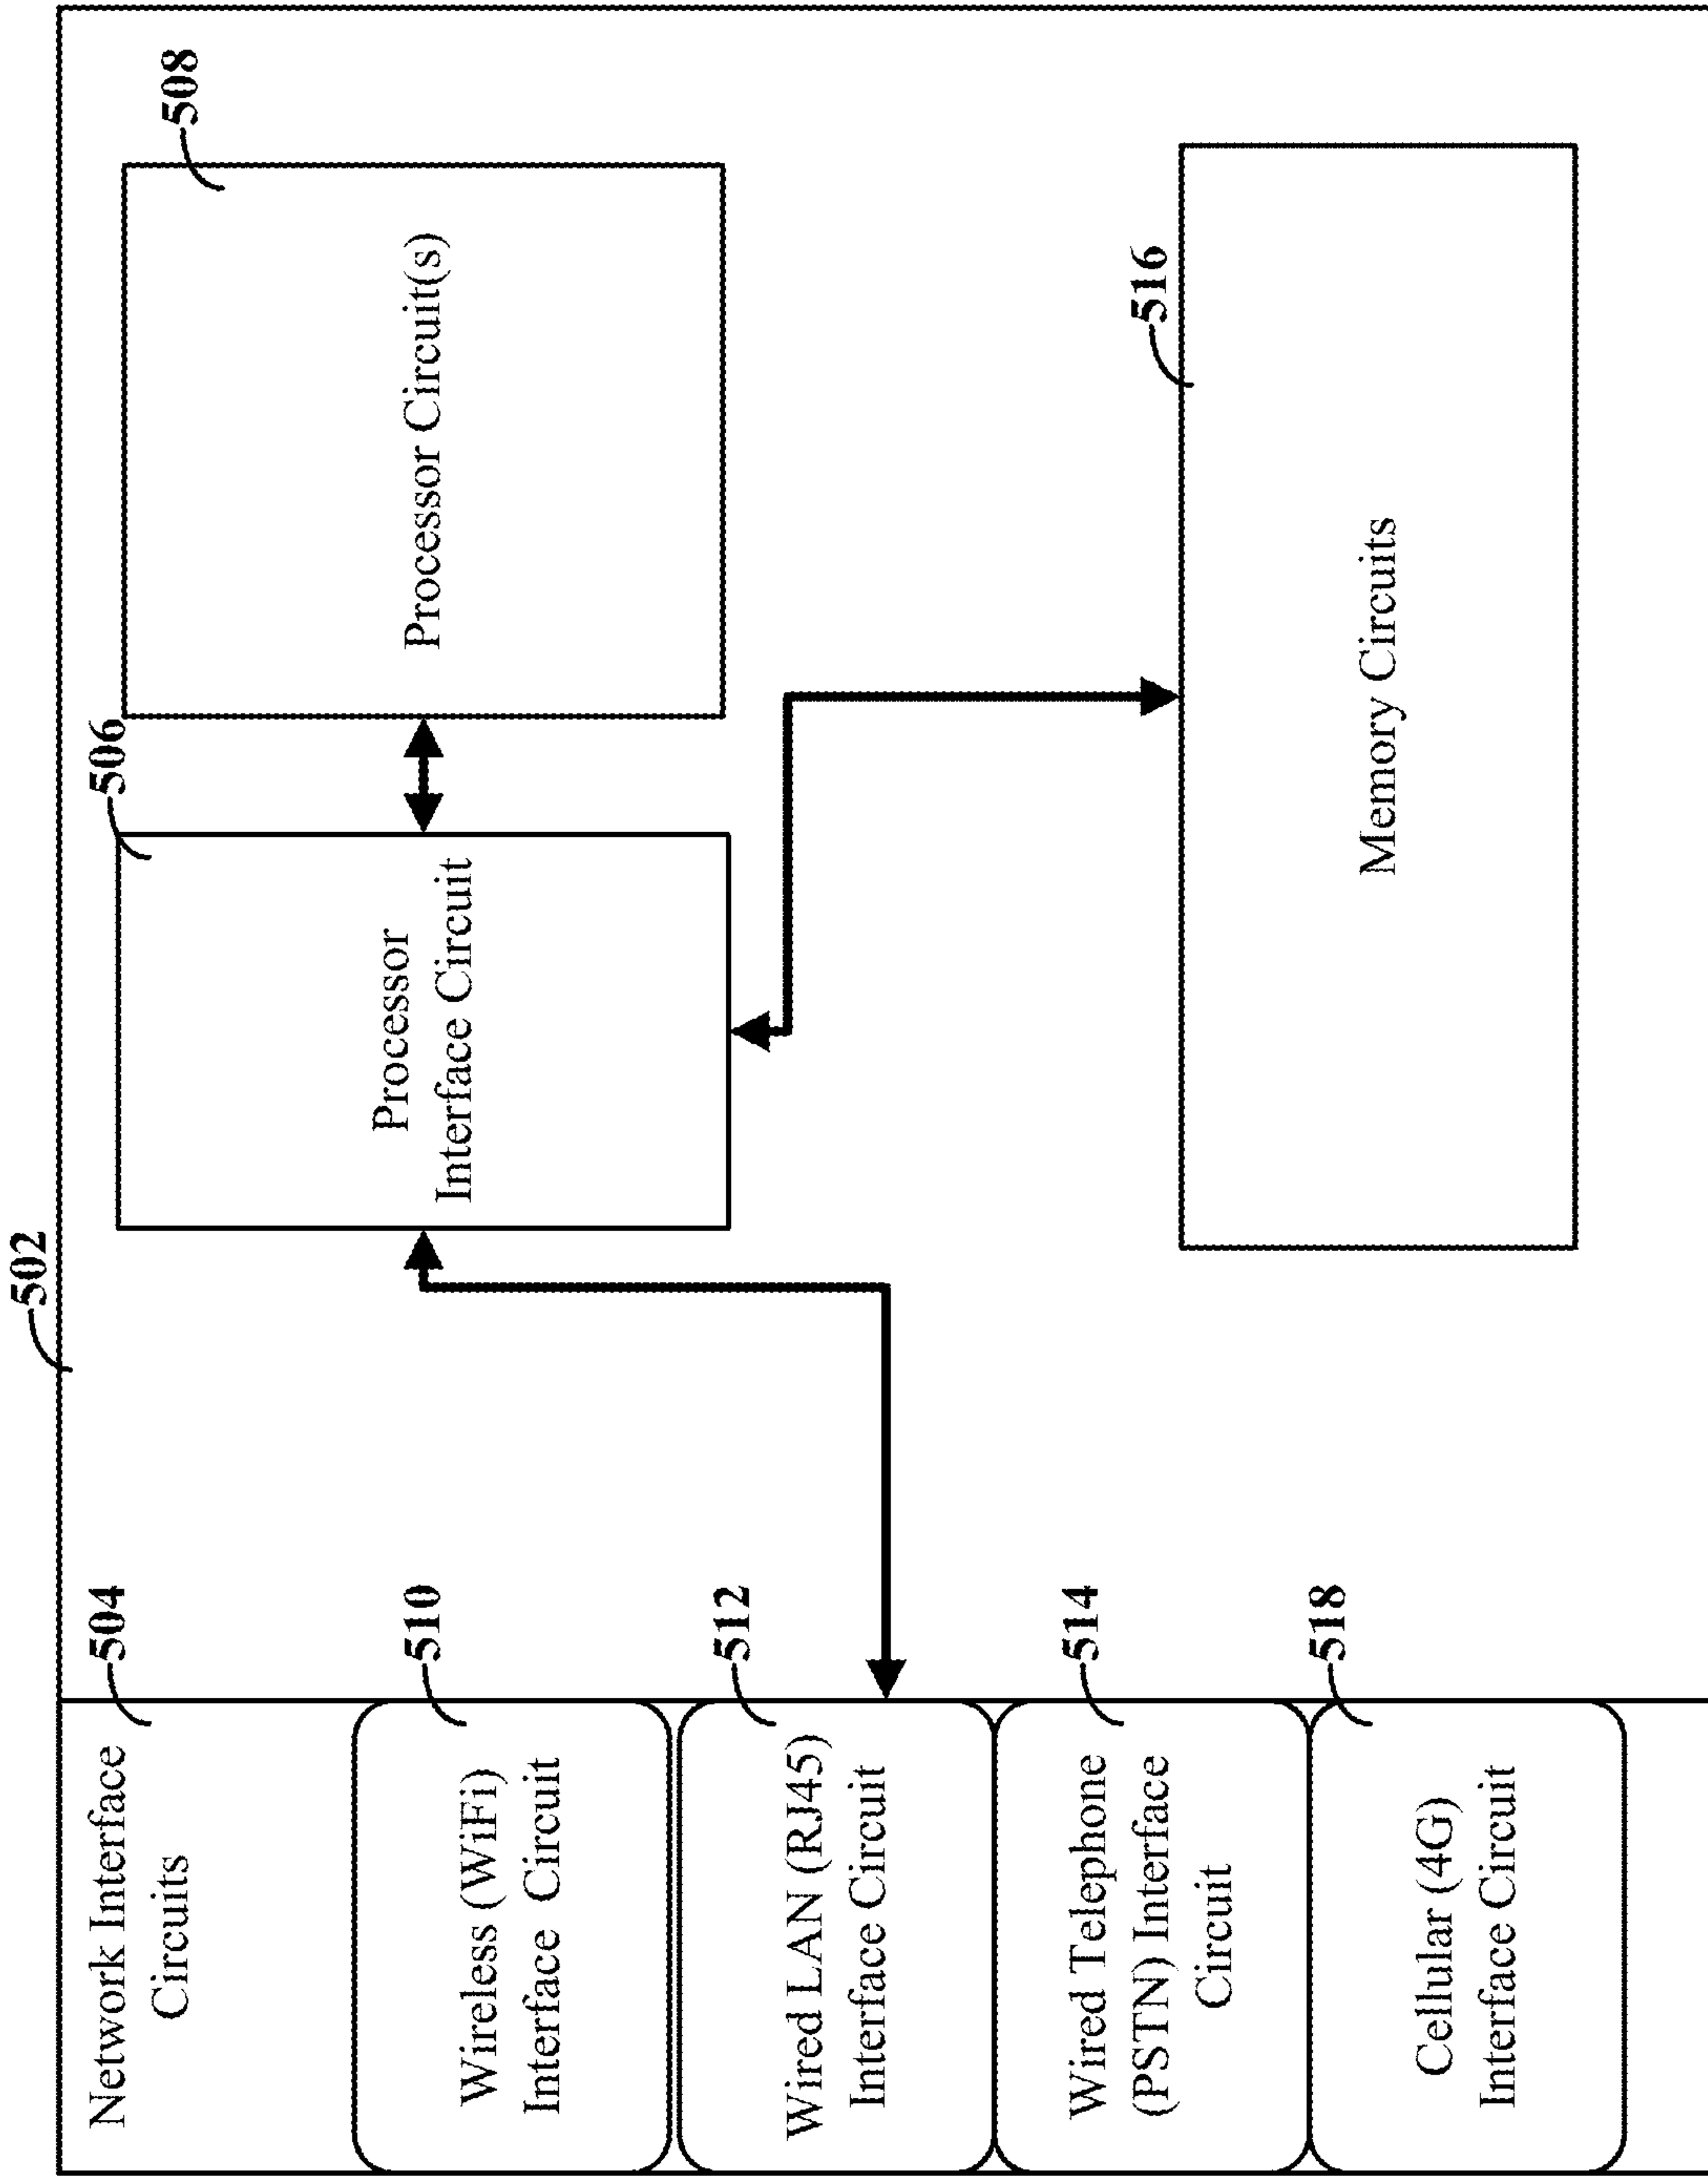 502
Network Interface
Circuits
504
Wireless (WiFi)
Interface Circuit
510
Wired LAN (RJ45)
Interface Circuit
512
Wired Telephone
(PSTN) Interface
Circuit
514
Cellular (4G)
Interface Circuit
518
506
Processor
Interface Circuit
508
Processor Circuit(s)
516
Memory Circuits